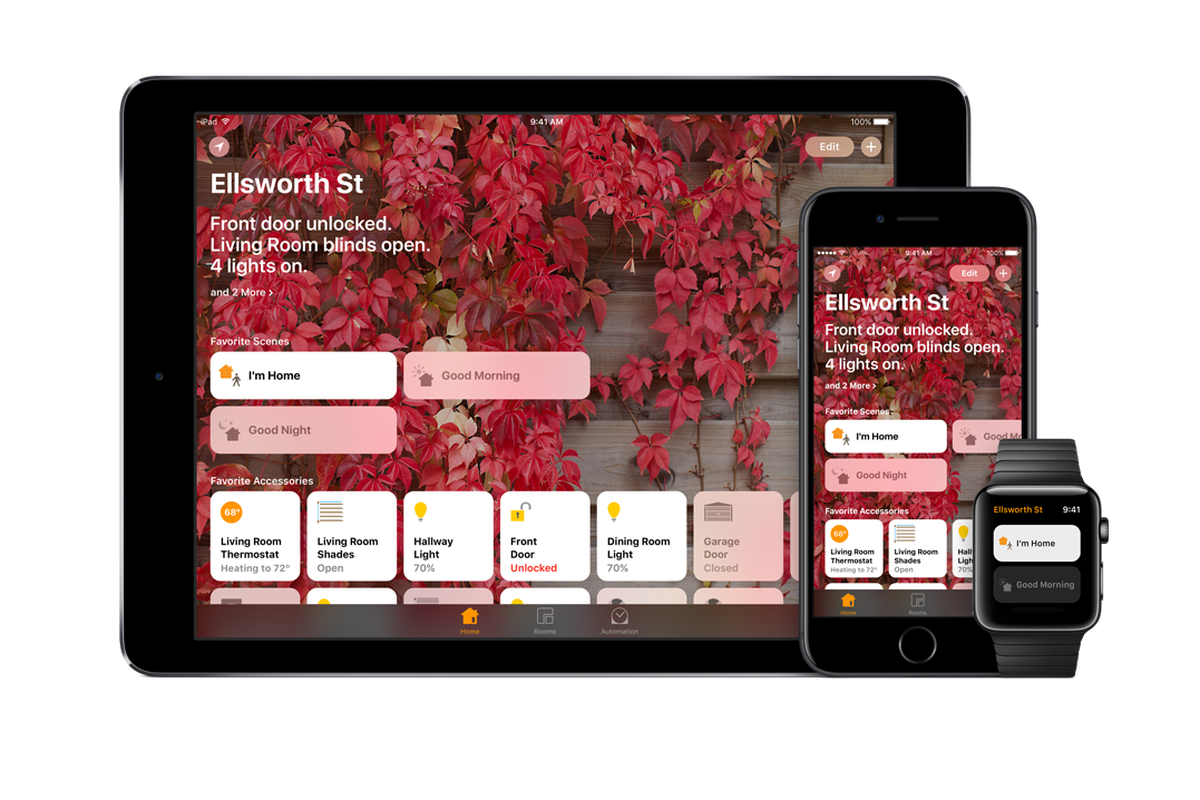 iPad
9:41 AM
100%
Edit
Ellsworth St
Front door unlocked.
Living Room blinds open.
4 lights on.
and 2 More
Favorite Scenes
I'm Home
Good Morning
Good Night
Favorite Accessories
68°
Living Room
Thermostat
Heating to 72°
Living Room
Shades
Open
Hallway
Light
70%
Front
Door
Unlocked
Dining Room
Light
70%
Garage
Door
Closed
Home
Rooms
Automation
9:41 AM
100%
Edit
Ellsworth St
Front door unlocked.
Living Room blinds open.
4 lights on.
and 2 More
Favorite Scenes
I'm Home
Good Mo
Good Night
Favorite Accessories
68°
Living Room
Thermostat
Heating to 72°
Living Room
Shades
Open
Hall
Light
70%
Home
Rooms
Ellsworth St 9:41
I'm Home
Good Morning